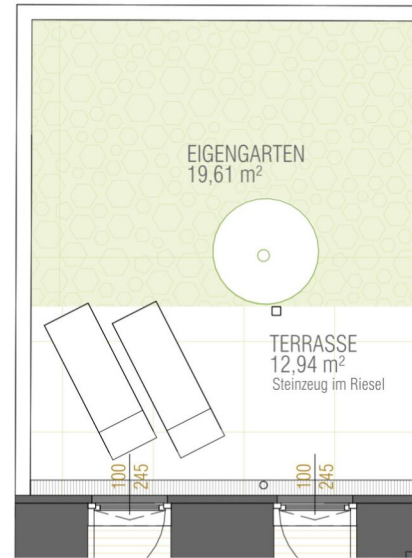 EIGENGARTEN
19,61 m²
TERRASSE
12,94 m²
Steinzeug im Riesel
100
245
100
245